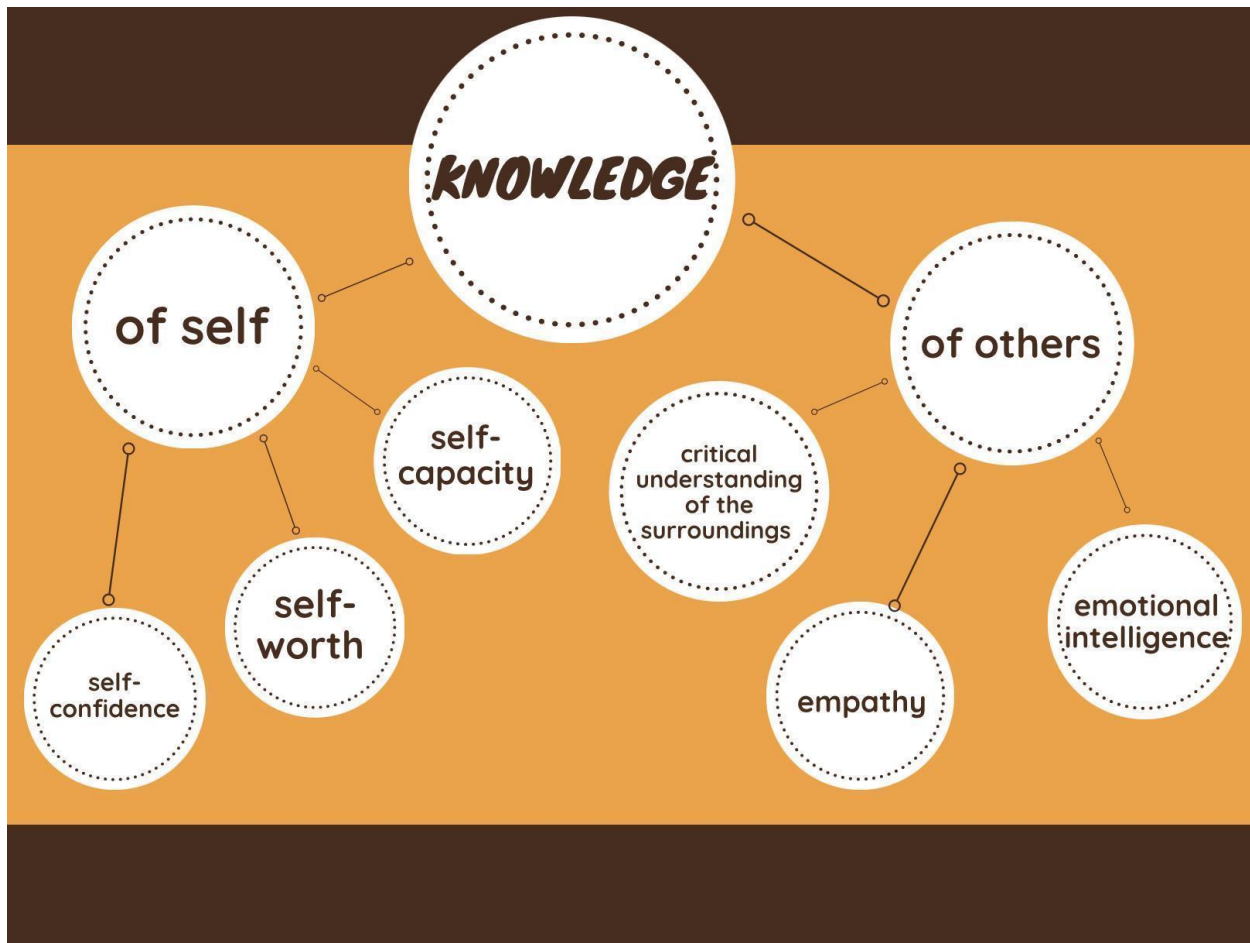 KNOWLEDGE
of self
of others
self-
capacity
critical
understanding
of the
surroundings
self-
worth
self-
confidence
empathy
emotional
intelligence